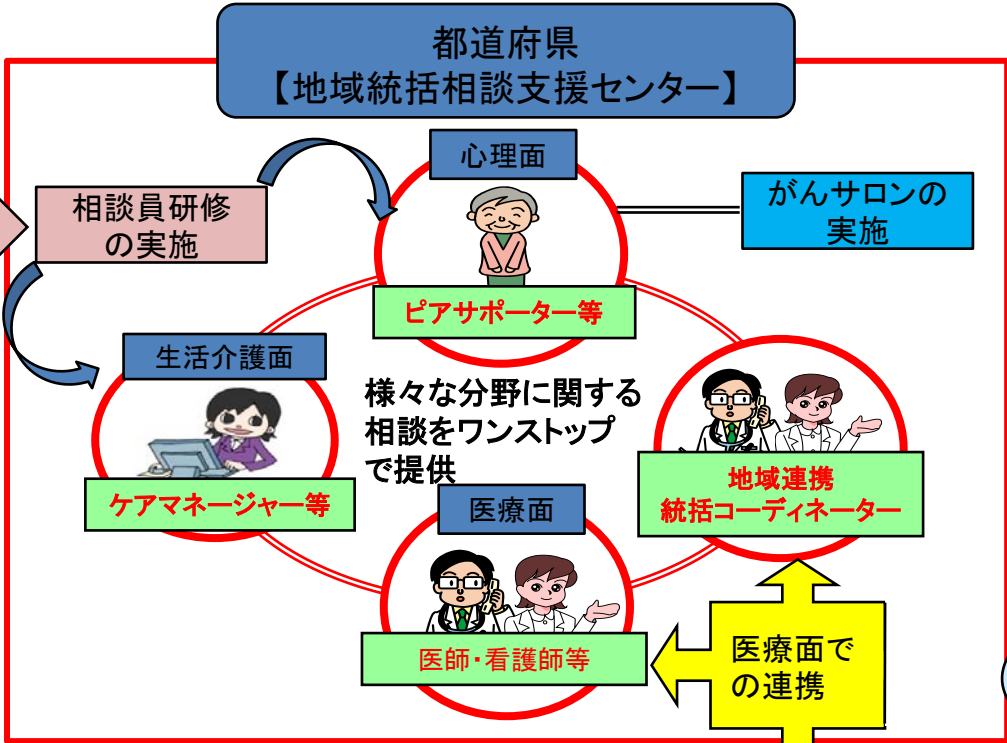 都道府県
【地域統括相談支援センター】
心理面
相談員研修
の実施
がんサロンの
実施
ピアサポーター等
生活介護面
様々な分野に関する
相談をワンストップ
で提供
ケアマネージャー等
地域連携
統括コーディネーター
医療面
医師・看護師等
医療面で
の連携